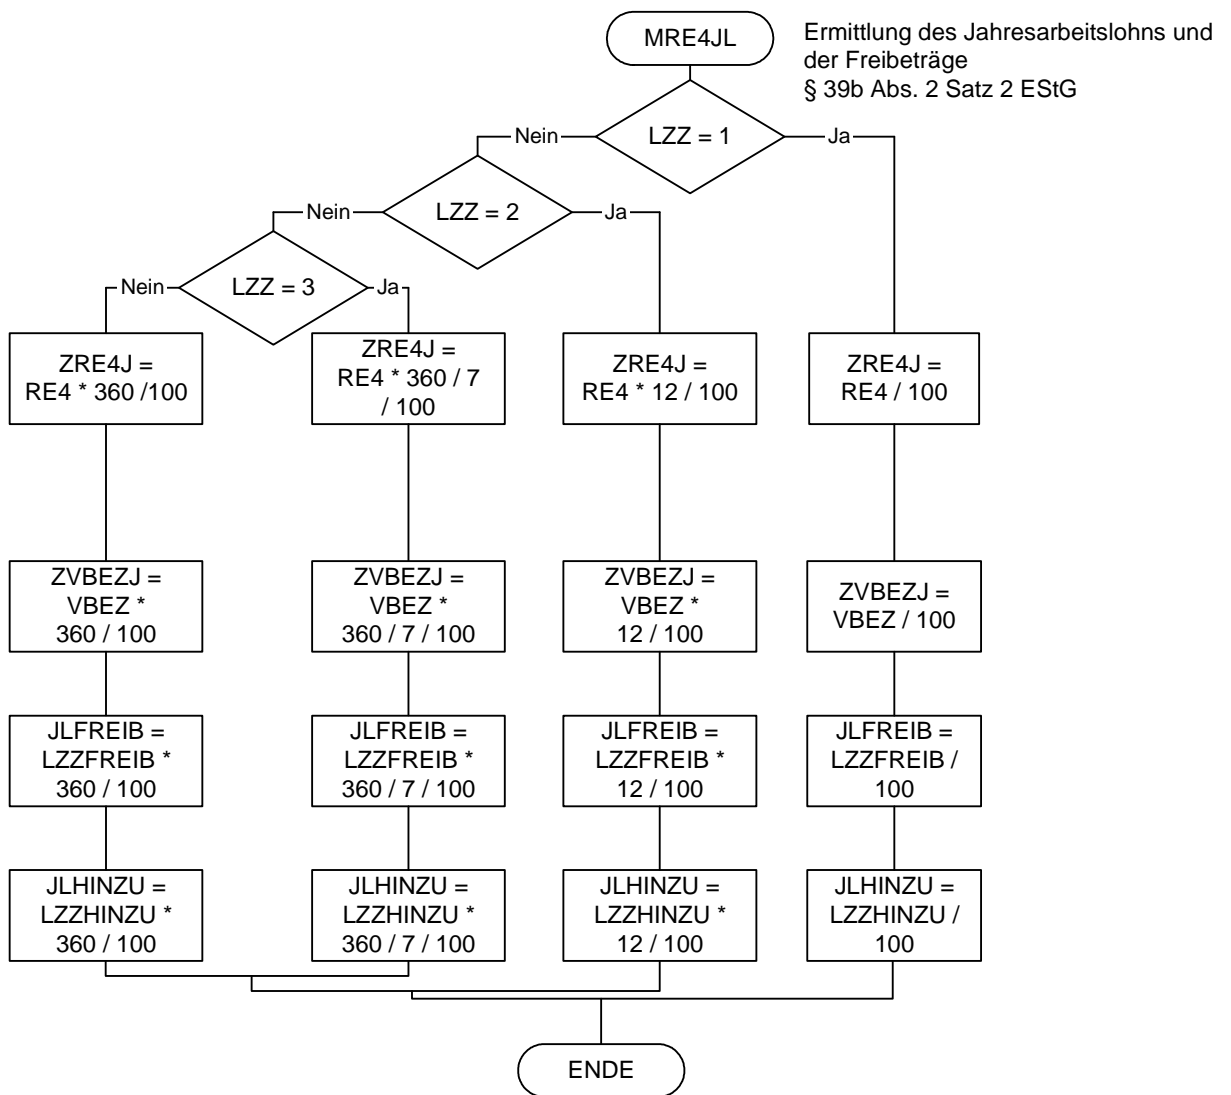 MRE4JL
Ermittlung des Jahresarbeitslohns und
der Freibeträge
§ 39b Abs. 2 Satz 2 EStG
LZZ = 1
Nein
Ja
LZZ = 2
Nein
Ja
LZZ = 3
Nein
Ja
ZRE4J =
RE4 * 360 /100
ZRE4J =
RE4 * 360 / 7
/ 100
ZRE4J =
RE4 * 12 / 100
ZRE4J =
RE4 / 100
ZVBEZJ =
VBEZ *
360 / 100
ZVBEZJ =
VBEZ *
360 / 7 / 100
ZVBEZJ =
VBEZ *
12 / 100
ZVBEZJ =
VBEZ / 100
JLFREIB =
LZZFREIB *
360 / 100
JLFREIB =
LZZFREIB *
360 / 7 / 100
JLFREIB =
LZZFREIB *
12 / 100
JLFREIB =
LZZFREIB /
100
JLHINZU =
LZZHINZU *
360 / 100
JLHINZU =
LZZHINZU *
360 / 7 / 100
JLHINZU =
LZZHINZU *
12 / 100
JLHINZU =
LZZHINZU /
100
ENDE